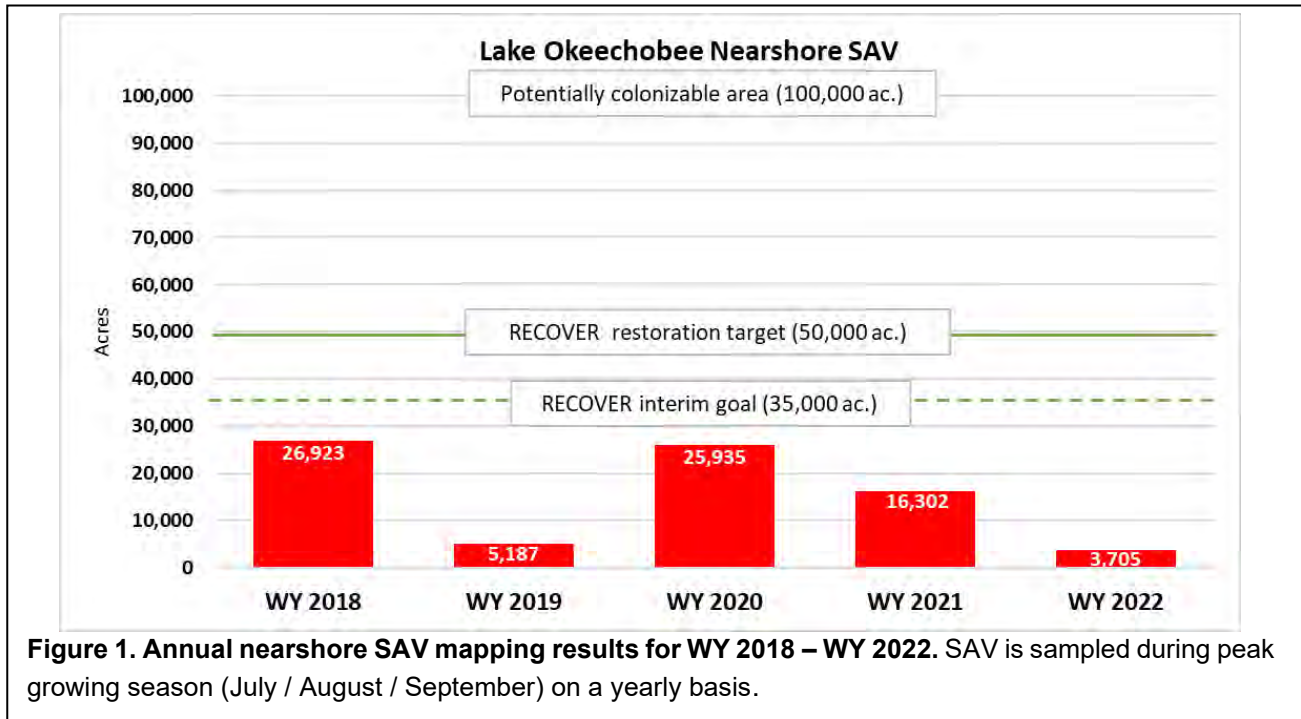 Lake Okeechobee Nearshore SAV
Potentially colonizable area (100,000 ac.)
100,000
90,000
80,000
70,000
60,000
50,000
40,000
30,000
20,000
10,000
0
Acres
RECOVER restoration target (50,000 ac.)
RECOVER interim goal (35,000 ac.)
26,923
5,187
25,935
16,302
3,705
WY 2018 WY 2019 WY 2020 WY 2021 WY 2022
Figure 1. Annual nearshore SAV mapping results for WY 2018 – WY 2022. SAV is sampled during peak
growing season (July / August / September) on a yearly basis.